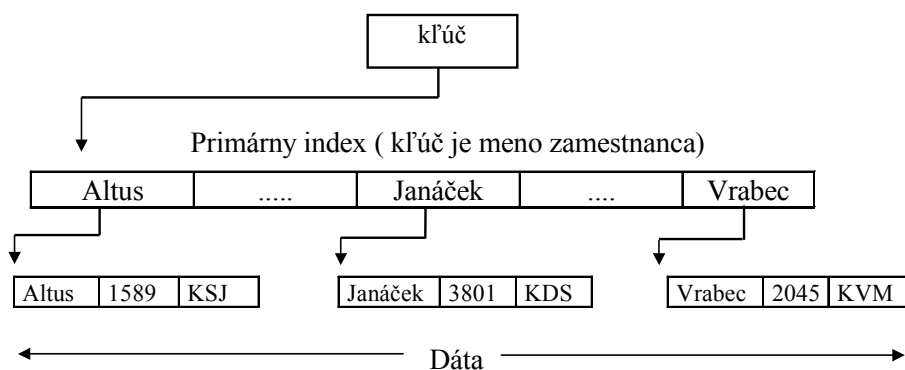 kľúč
Primárny index ( kľúč je meno zamestnanca)
Altus ..... Janáček .... Vrabec
Altus 1589 KSJ Janáček 3801 KDS Vrabec 2045 KVM
Dáta